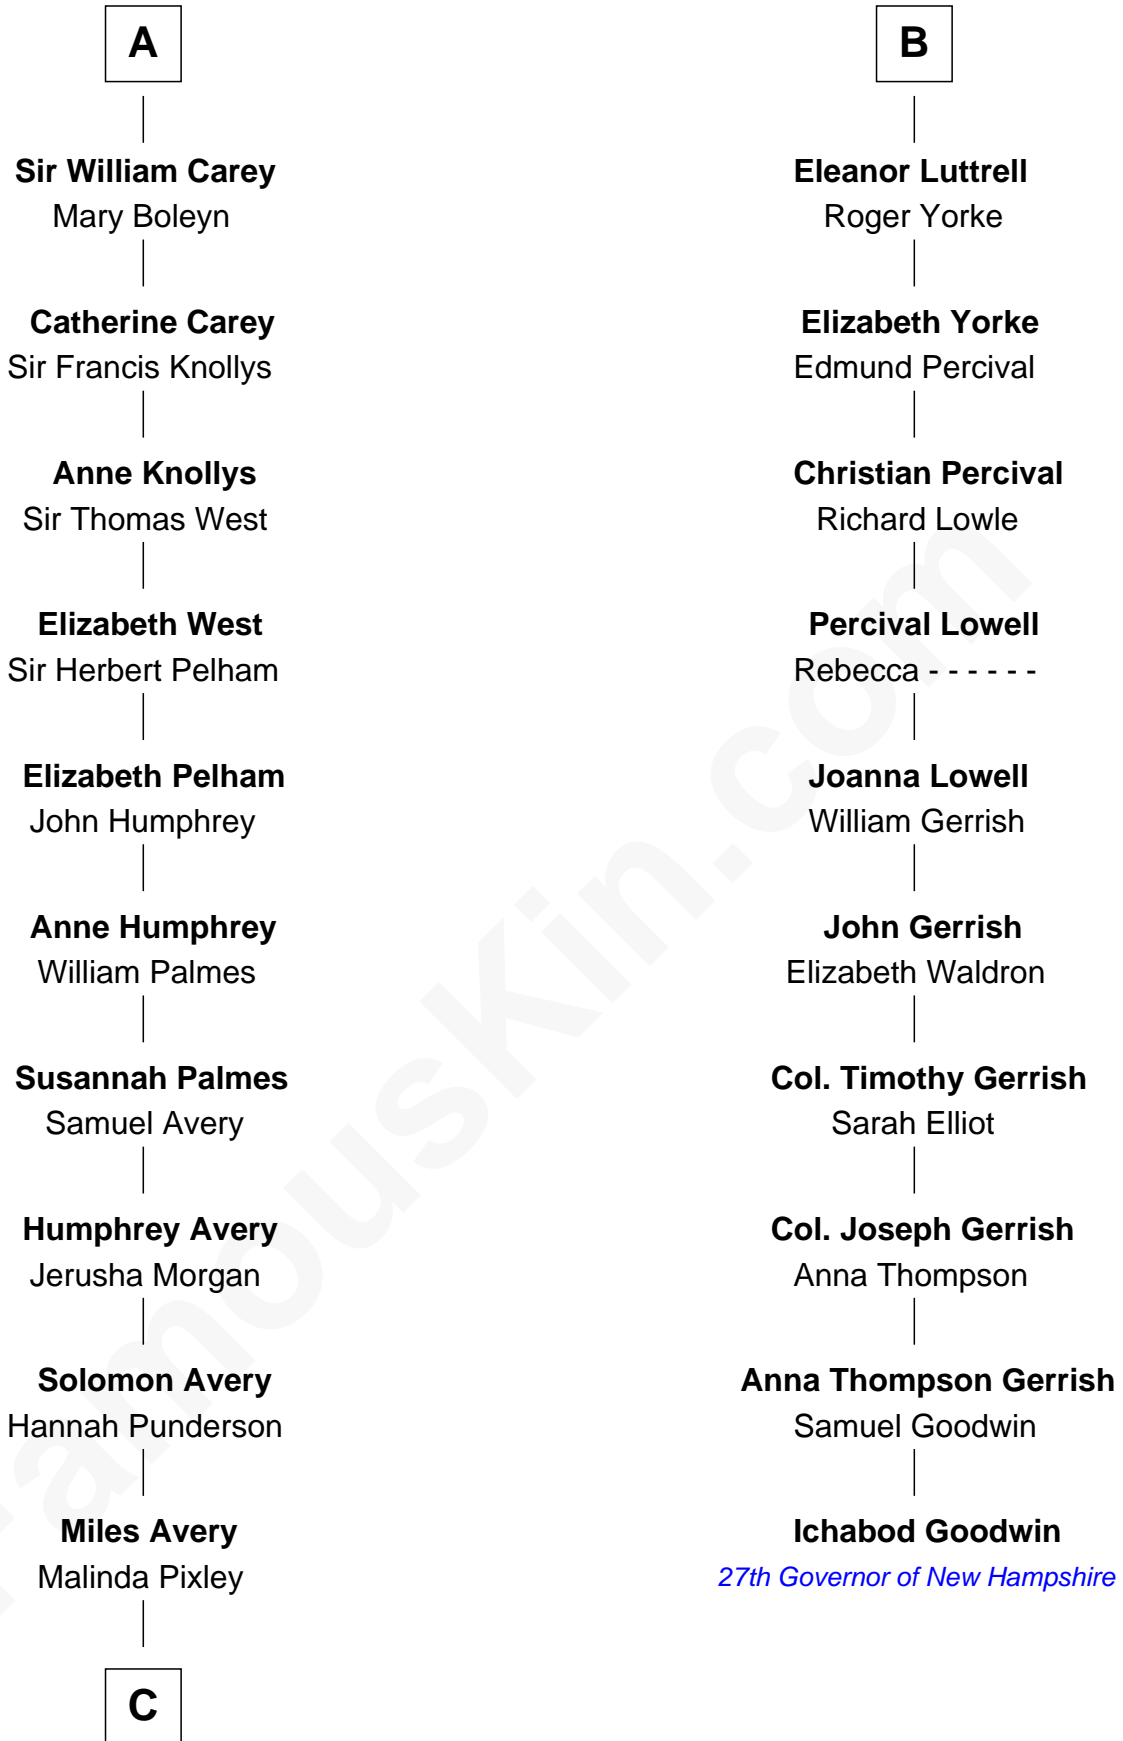 A
Sir William Carey
Mary Boleyn
Catherine Carey
Sir Francis Knollys
Anne Knollys
Sir Thomas West
Elizabeth West
Sir Herbert Pelham
Elizabeth Pelham
John Humphrey
Anne Humphrey
William Palmes
Susannah Palmes
Samuel Avery
Humphrey Avery
Jerusha Morgan
Solomon Avery
Hannah Punderson
Miles Avery
Malinda Pixley
C
B
Eleanor Luttrell
Roger Yorke
Elizabeth Yorke
Edmund Percival
Christian Percival
Richard Lowle
Percival Lowell
Rebecca - - - - - -
Joanna Lowell
William Gerrish
John Gerrish
Elizabeth Waldron
Col. Timothy Gerrish
Sarah Elliot
Col. Joseph Gerrish
Anna Thompson
Anna Thompson Gerrish
Samuel Goodwin
Ichabod Goodwin
27th Governor of New Hampshire
FamousKin.com